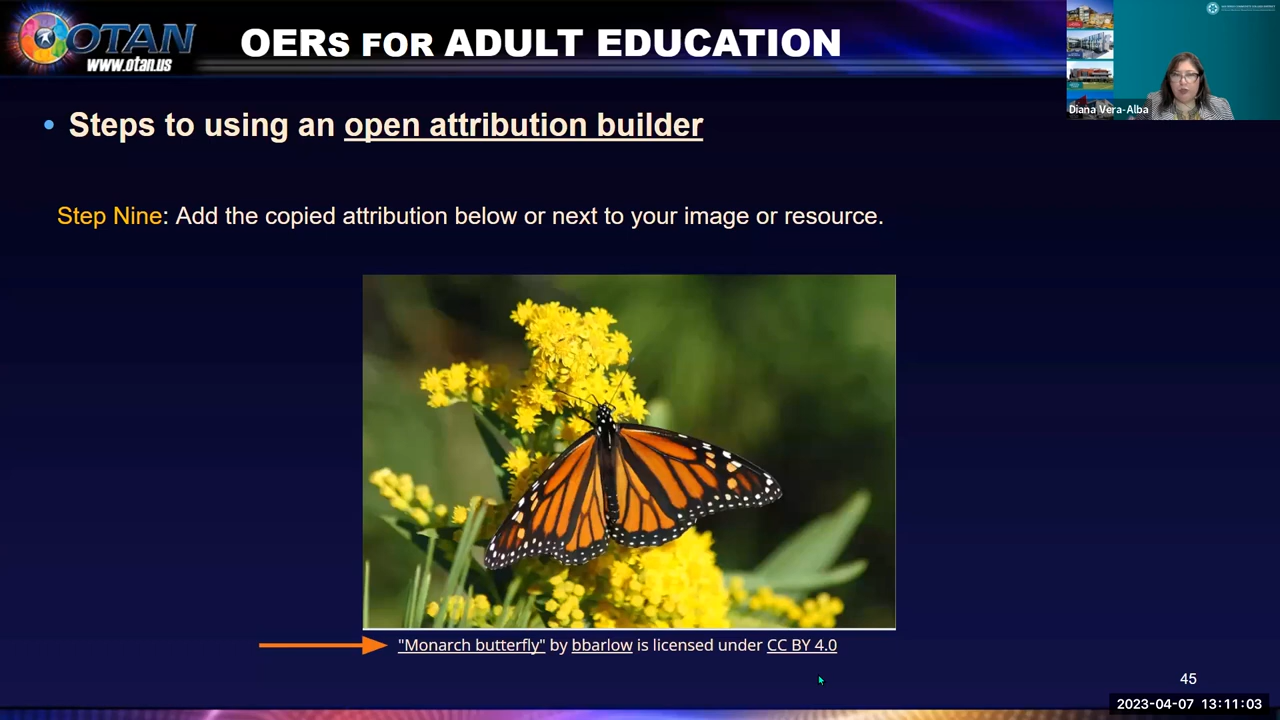 OTAN
www.otan.us
OERS FOR ADULT EDUCATION
Diana Vera-Alba
• Steps to using an open attribution builder
Step Nine: Add the copied attribution below or next to your image or resource.
"Monarch butterfly" by bbarlow is licensed under CC BY 4.0
45
2023-04-07 13:11:03